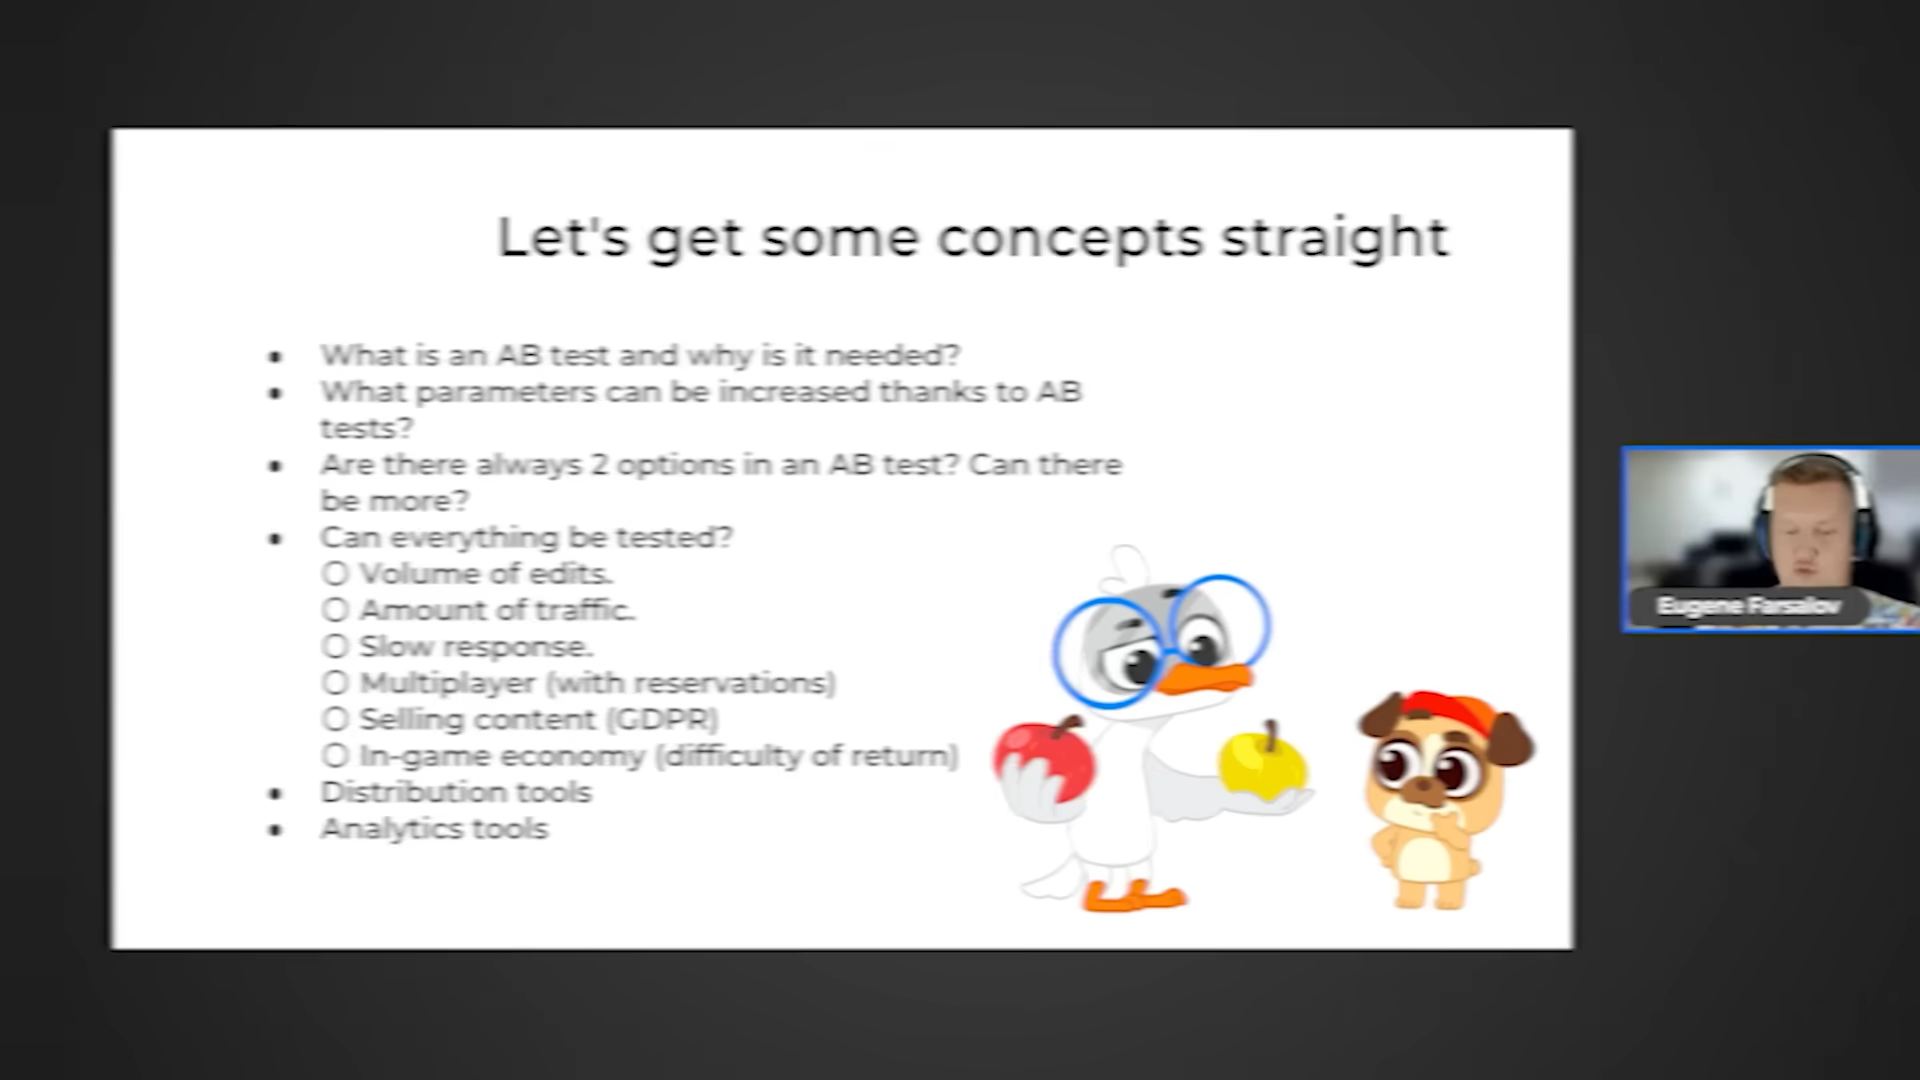 Let's get some concepts straight
• What is an AB test and why is it needed?
• What parameters can be increased thanks to AB
tests?
• Are there always 2 options in an AB test? Can there
be more?
• Can everything be tested?
○ Volume of edits.
○ Amount of traffic.
○ Slow response.
○ Multiplayer (with reservations)
○ Selling content (GDPR)
○ In-game economy (difficulty of return)
• Distribution tools
• Analytics tools
Eugene Farsalov